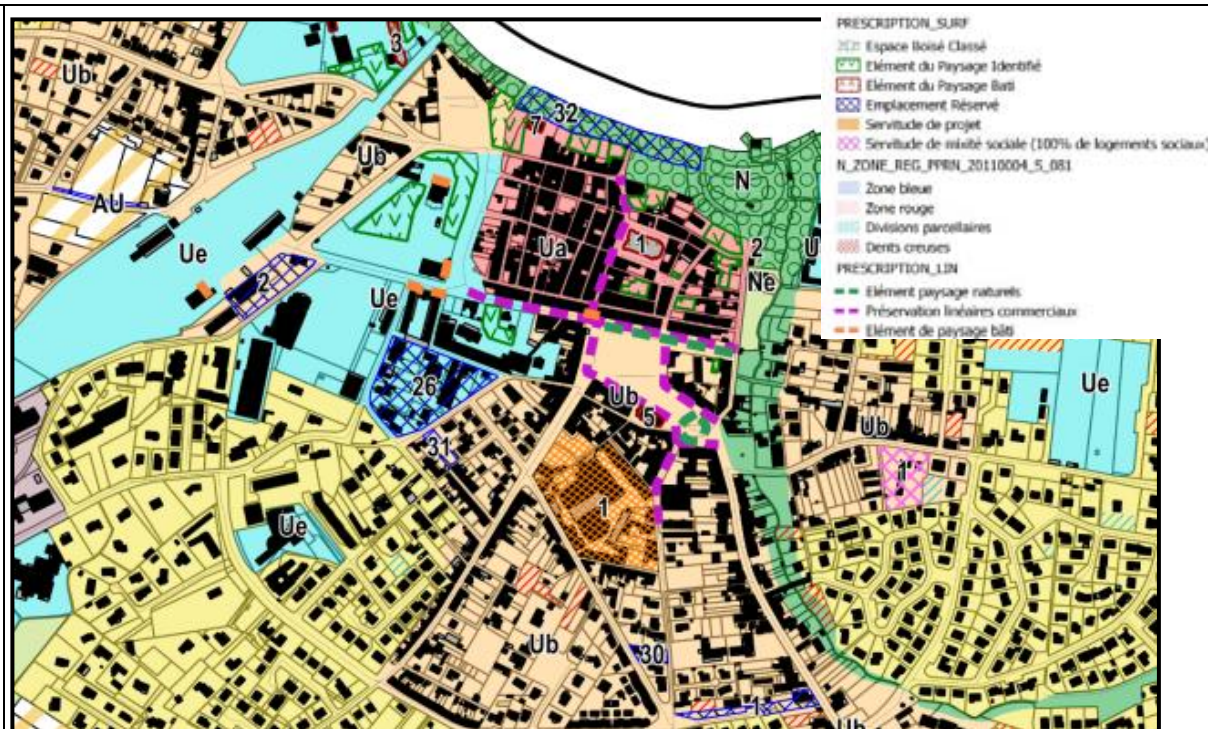 PRESCRIPTION_SURF
Espace Boisé Classé
Elément du Paysage Identifié
Elément du Paysage Bati
Emplacement Réservé
Servitude de projet
Servitude de mixité sociale (100% de logements sociaux)
N_ZONE_REG_PPRN_20110004_S_081
Zone bleue
Zone rouge
Divisions parcellaires
Dents creuses
PRESCRIPTION_LIN
Elément paysage naturels
Préservation linéaires commerciaux
Elément de paysage bâti
3
Ub
32
7
Ub
N
AU
Ua
1
2
Ue
Ne
2
Ue
Ue
26
Ub
5
Ub
31
1
1
Ue
Ub
30
1
Ub